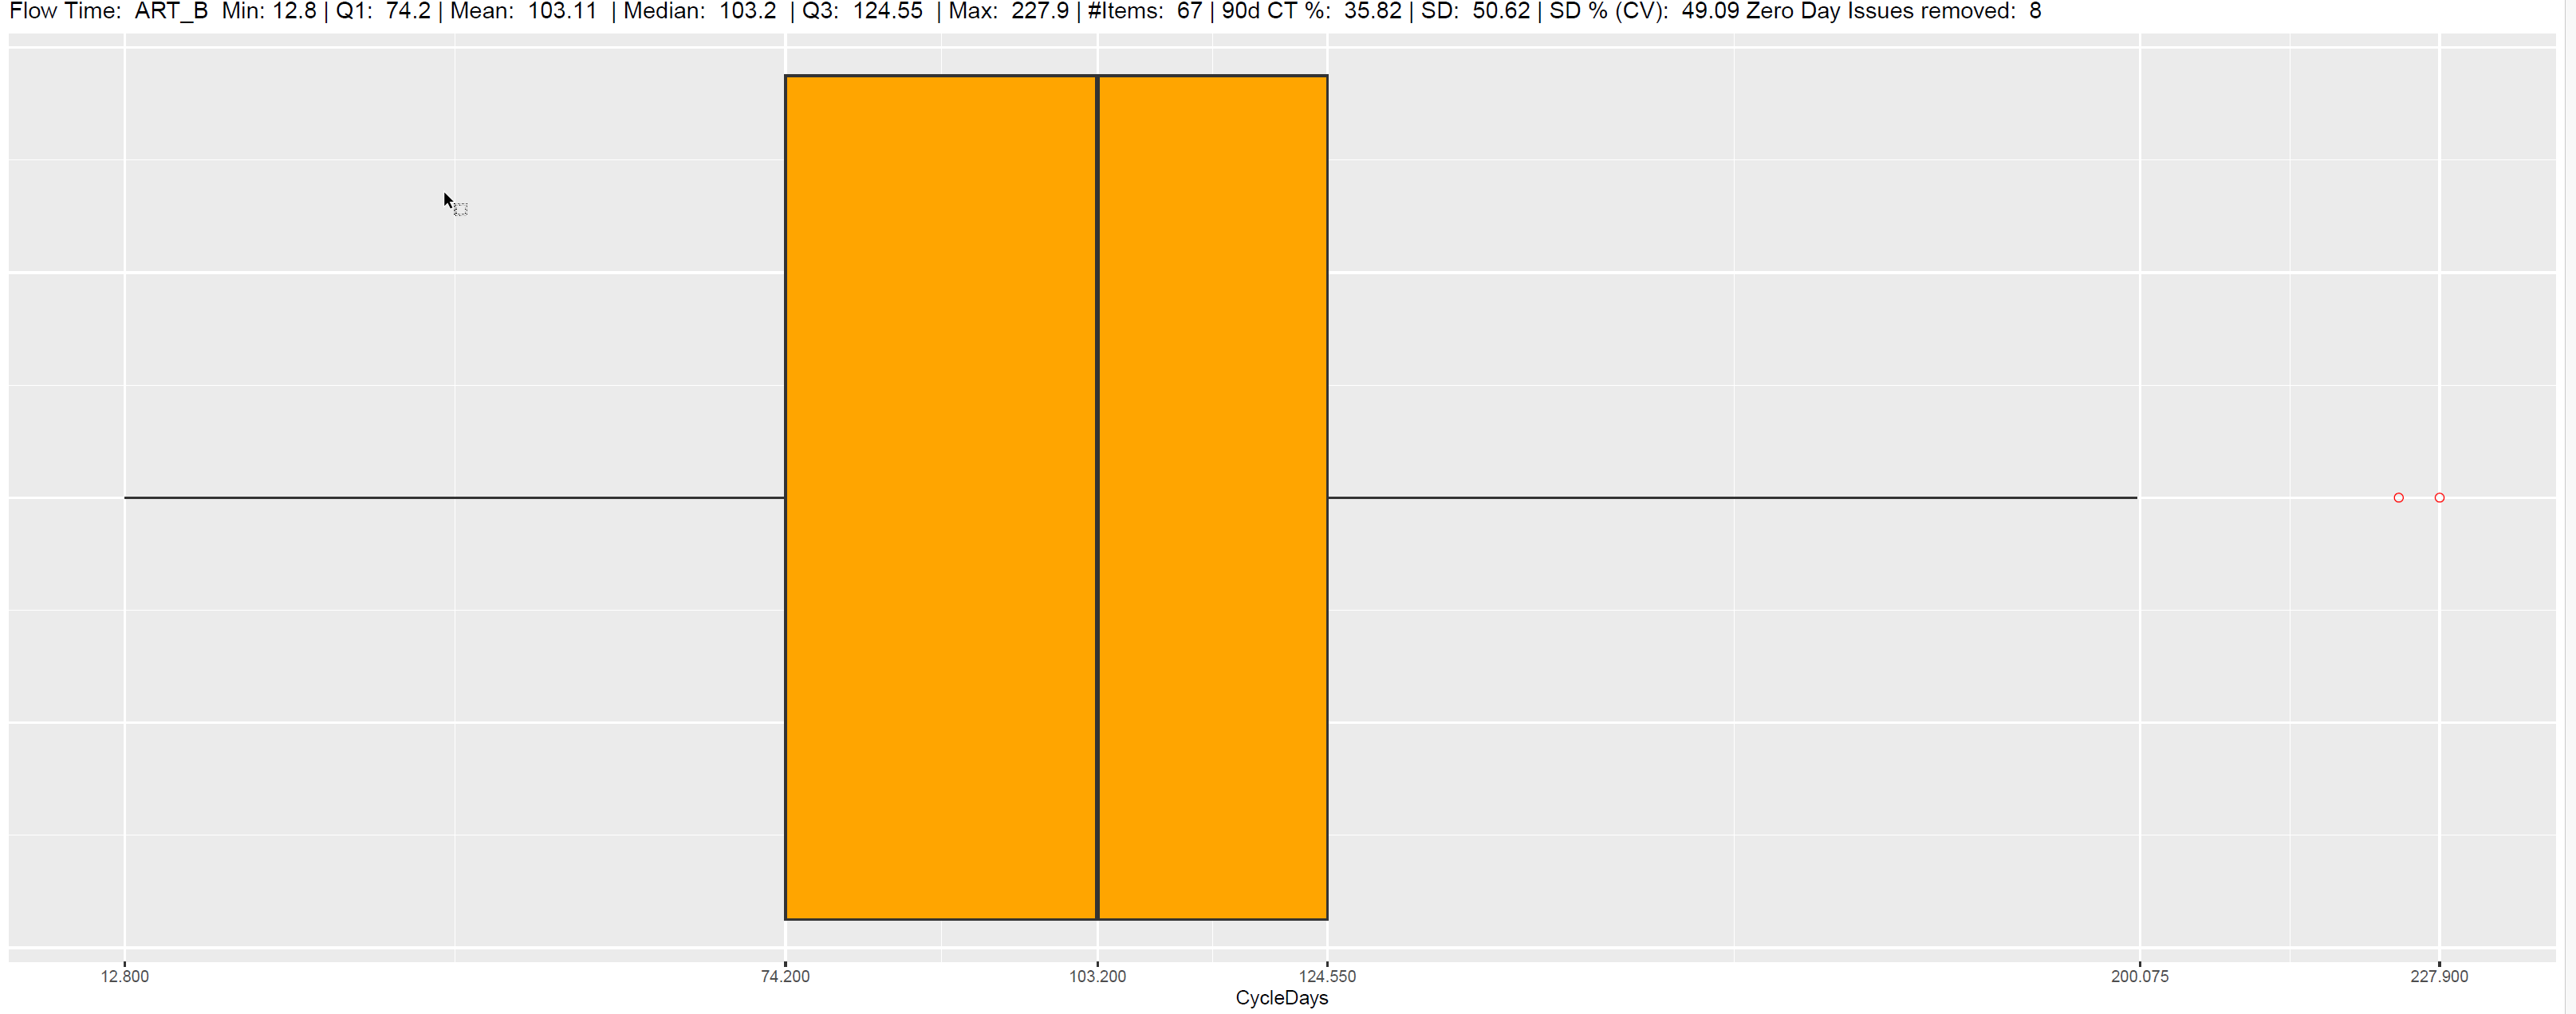 Flow Time: ART_B Min: 12.8 | Q1: 74.2 | Mean: 103.11 | Median: 103.2 | Q3: 124.55 | Max: 227.9 | #Items: 67 | 90d CT %: 35.82 | SD: 50.62 | SD % (CV): 49.09 Zero Day Issues removed: 8
12.800 74.200 103.200 124.550 200.075 227.900
CycleDays